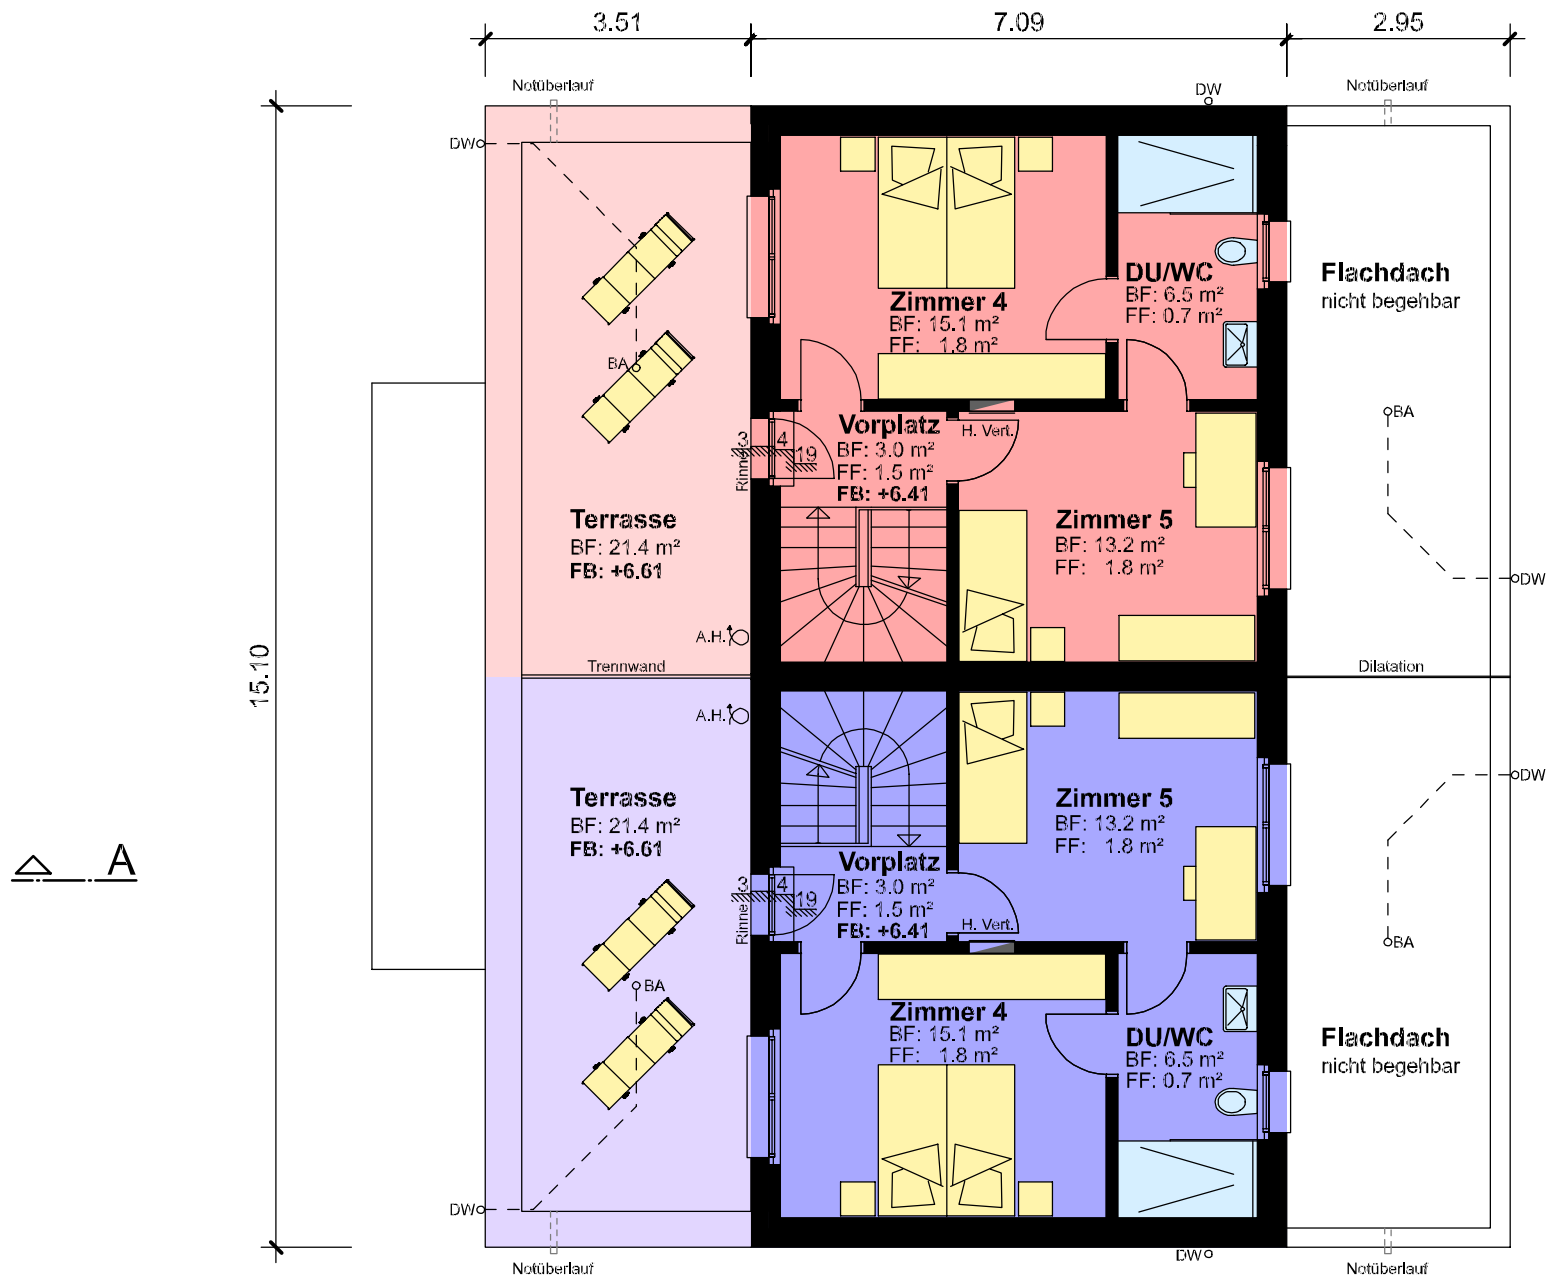 3.51
7.09
2.95
Notüberlauf
DW
Notüberlauf
DW
Zimmer 4
BF: 15.1 m²
FF: 1.8 m²
DU/WC
BF: 6.5 m²
FF: 0.7 m²
Flachdach
nicht begehbar
BA
BA
Vorplatz
BF: 3.0 m²
FF: 1.5 m²
FB: +6.41
H. Vert.
3
4
19
Rinne
Terrasse
BF: 21.4 m²
FB: +6.61
Zimmer 5
BF: 13.2 m²
FF: 1.8 m²
DW
A.H.
Trennwand
Dilatation
15.10
A.H.
Terrasse
BF: 21.4 m²
FB: +6.61
Zimmer 5
BF: 13.2 m²
FF: 1.8 m²
DW
A
Vorplatz
BF: 3.0 m²
FF: 1.5 m²
FB: +6.41
H. Vert.
3
4
19
Rinne
BA
BA
Zimmer 4
BF: 15.1 m²
FF: 1.8 m²
DU/WC
BF: 6.5 m²
FF: 0.7 m²
Flachdach
nicht begehbar
DW
DW
Notüberlauf
Notüberlauf